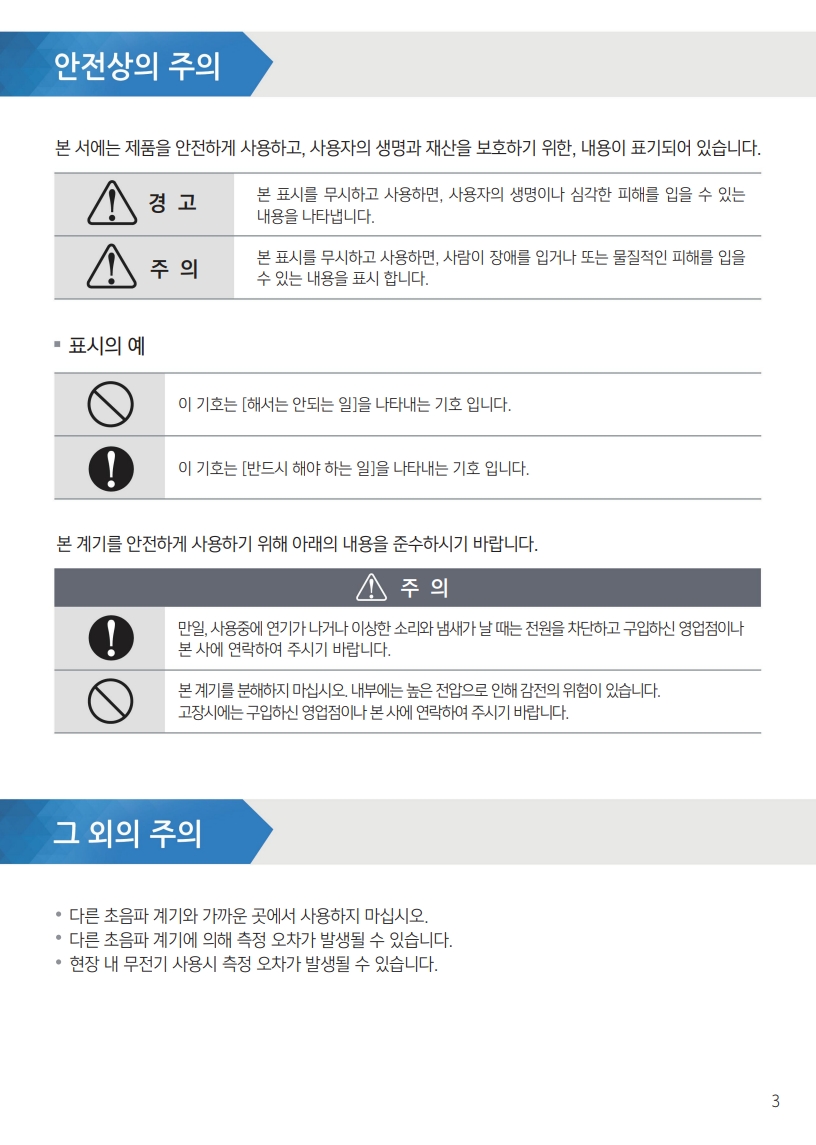 안전상의 주의
본 서에는 제품을 안전하게 사용하고, 사용자의 생명과 재산을 보호하기 위한, 내용이 표기되어 있습니다.
경 고
본 표시를 무시하고 사용하면, 사용자의 생명이나 심각한 피해를 입을 수 있는
내용을 나타냅니다.
주 의
본 표시를 무시하고 사용하면, 사람이 장애를 입거나 또는 물질적인 피해를 입을
수 있는 내용을 표시 합니다.
표시의 예
이 기호는 [해서는 안되는 일]을 나타내는 기호 입니다.
이 기호는 [반드시 해야 하는 일]을 나타내는 기호 입니다.
본 계기를 안전하게 사용하기 위해 아래의 내용을 준수하시기 바랍니다.
주 의
만일, 사용중에 연기가 나거나 이상한 소리와 냄새가 날 때는 전원을 차단하고 구입하신 영업점이나
본 사에 연락하여 주시기 바랍니다.
본 계기를 분해하지 마십시오. 내부에는 높은 전압으로 인해 감전의 위험이 있습니다.
고장시에는 구입하신 영업점이나 본 사에 연락하여 주시기 바랍니다.
그 외의 주의
• 다른 초음파 계기와 가까운 곳에서 사용하지 마십시오.
• 다른 초음파 계기에 의해 측정 오차가 발생될 수 있습니다.
• 현장 내 무전기 사용시 측정 오차가 발생될 수 있습니다.
3